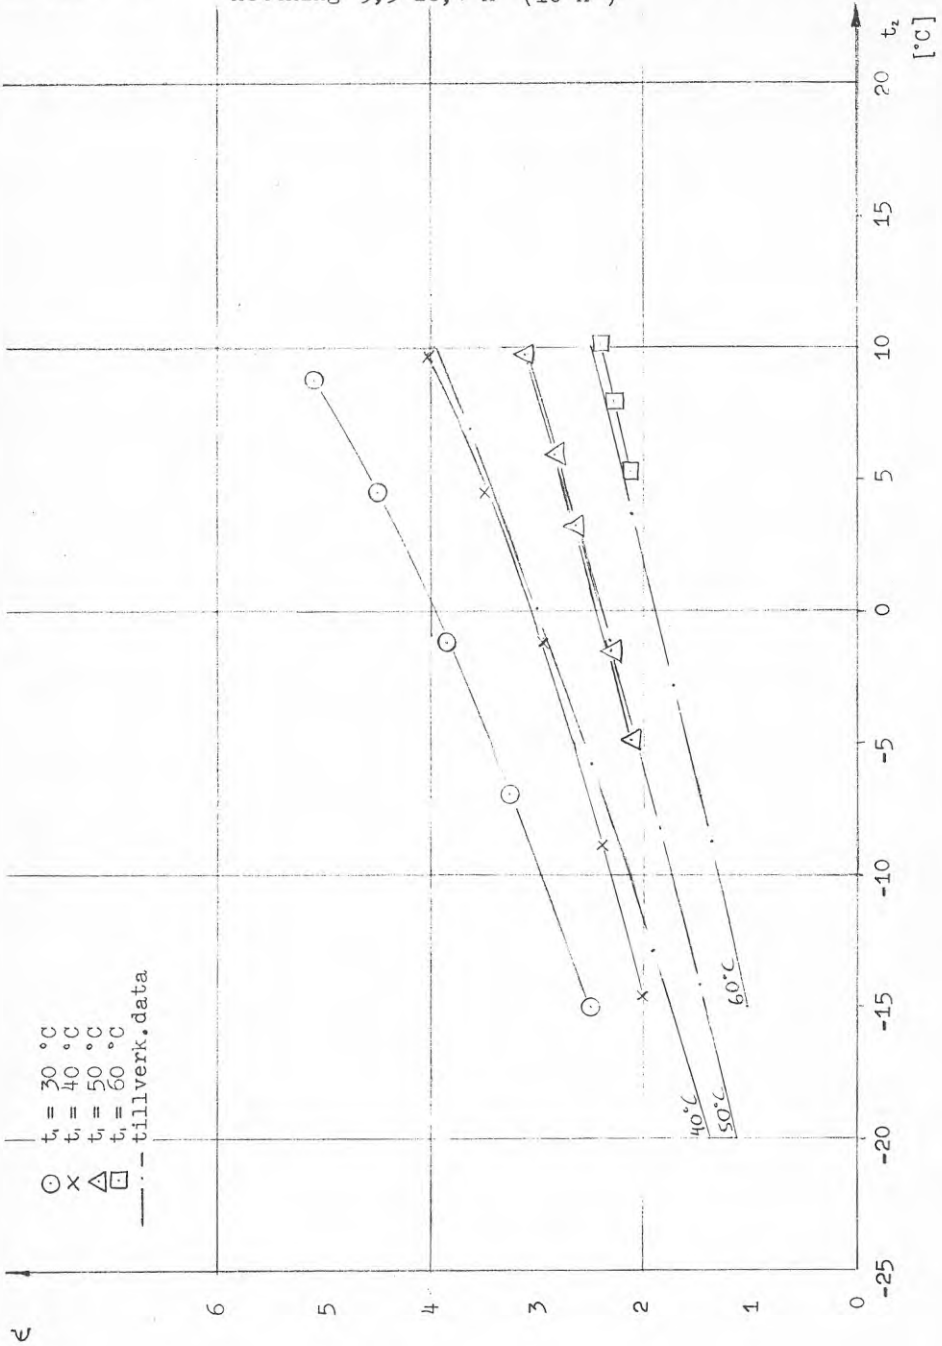 ε
6
5
4
3
2
1
0
-25
-20
-15
-10
-5
0
5
10
15
20
t₂
[°C]
⊙ t₁ = 30 °C
× t₁ = 40 °C
△ t₁ = 50 °C
□ t₁ = 60 °C
—·— tillverk.data
40°C
50°C
60°C